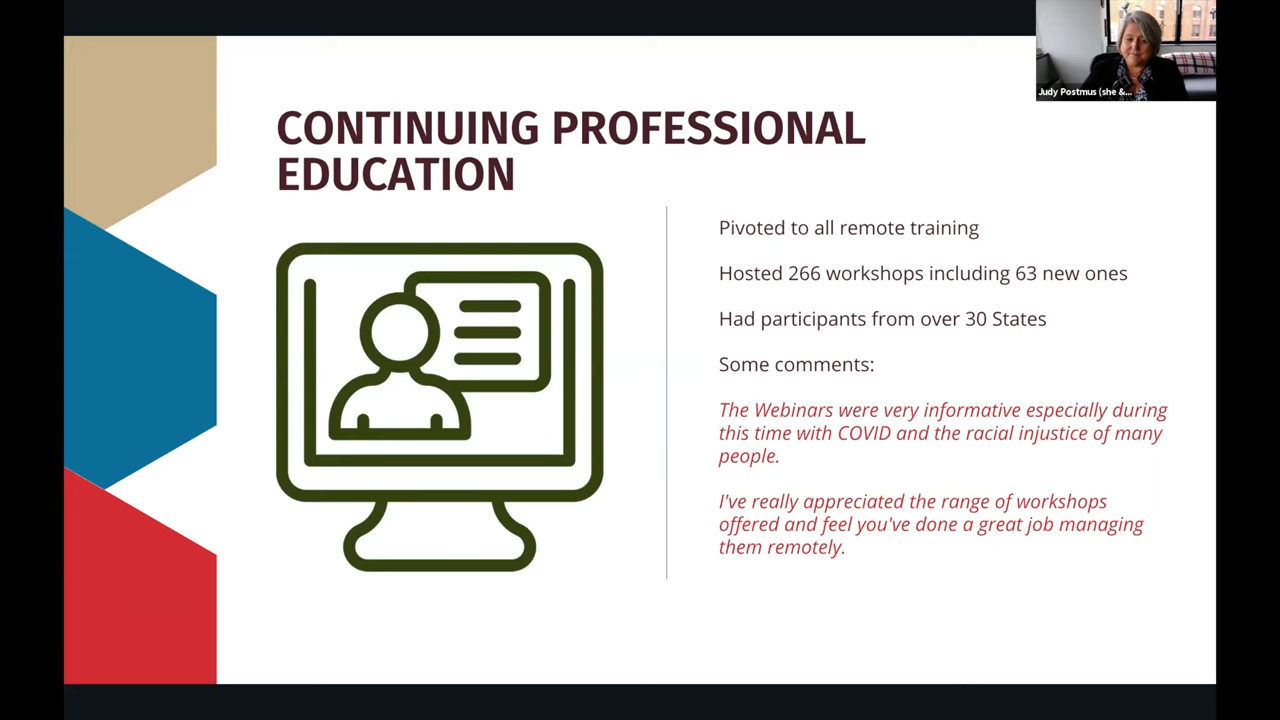 Judy Postmus (she &...
CONTINUING PROFESSIONAL
EDUCATION
Pivoted to all remote training
Hosted 266 workshops including 63 new ones
Had participants from over 30 States
Some comments:
The Webinars were very informative especially during
this time with COVID and the racial injustice of many
people.
I've really appreciated the range of workshops
offered and feel you've done a great job managing
them remotely.